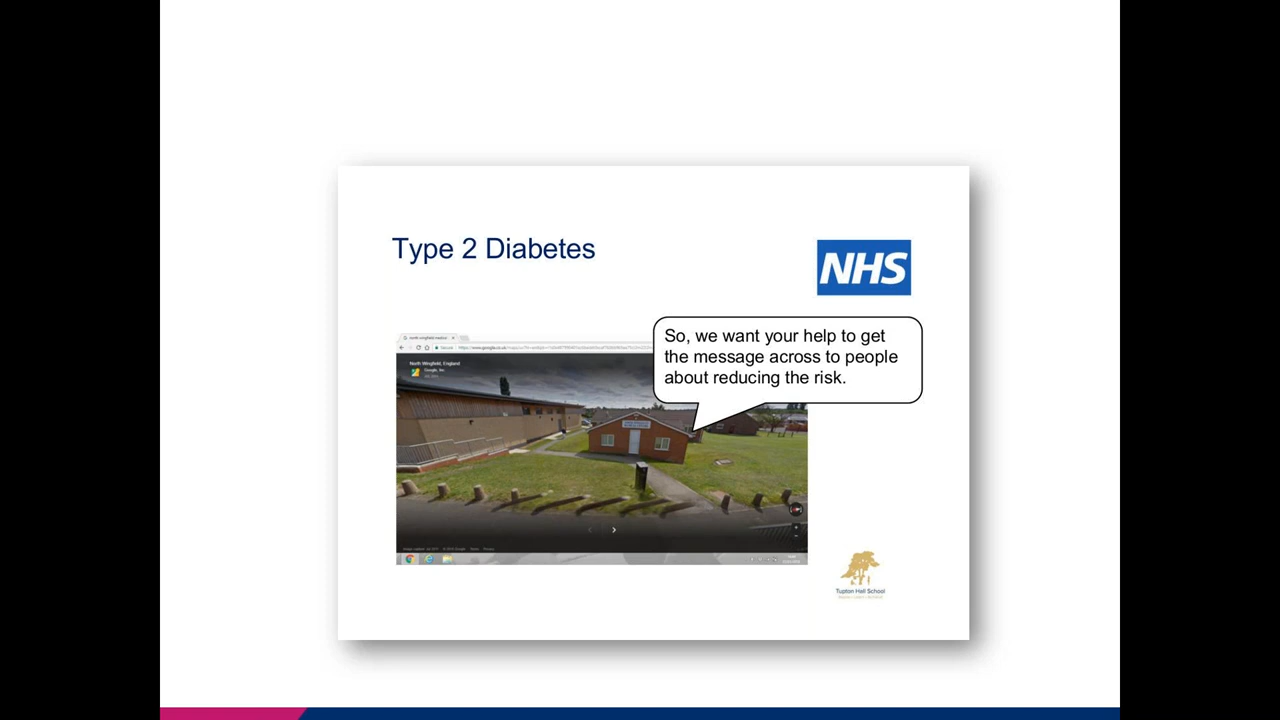 Type 2 Diabetes
NHS
So, we want your help to get
the message across to people
about reducing the risk.
North Wingfield, England
Google, Inc.
Tupton Hall School